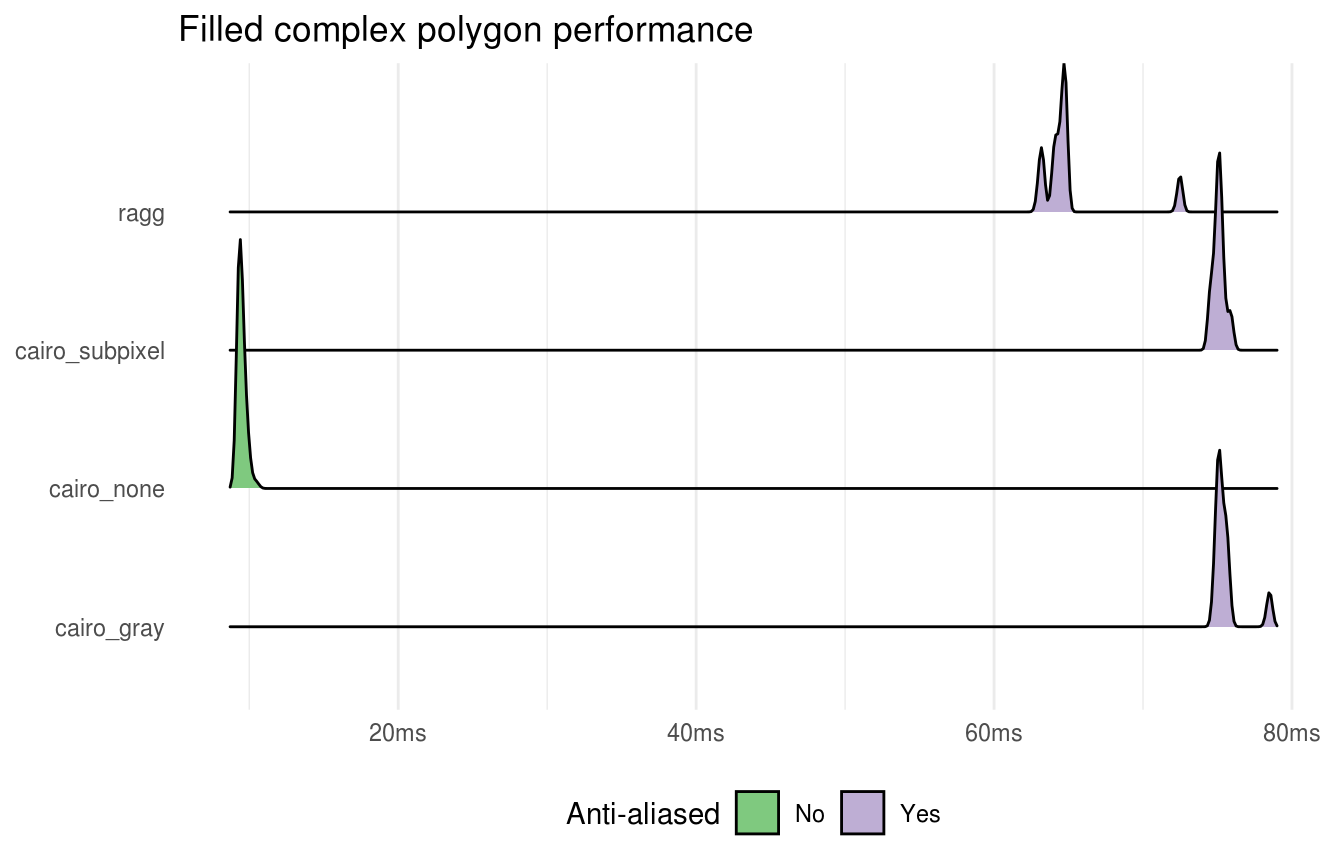 Filled complex polygon performance
ragg
cairo_subpixel
cairo_none
cairo_gray
20ms 40ms 60ms 80ms
Anti-aliased No Yes